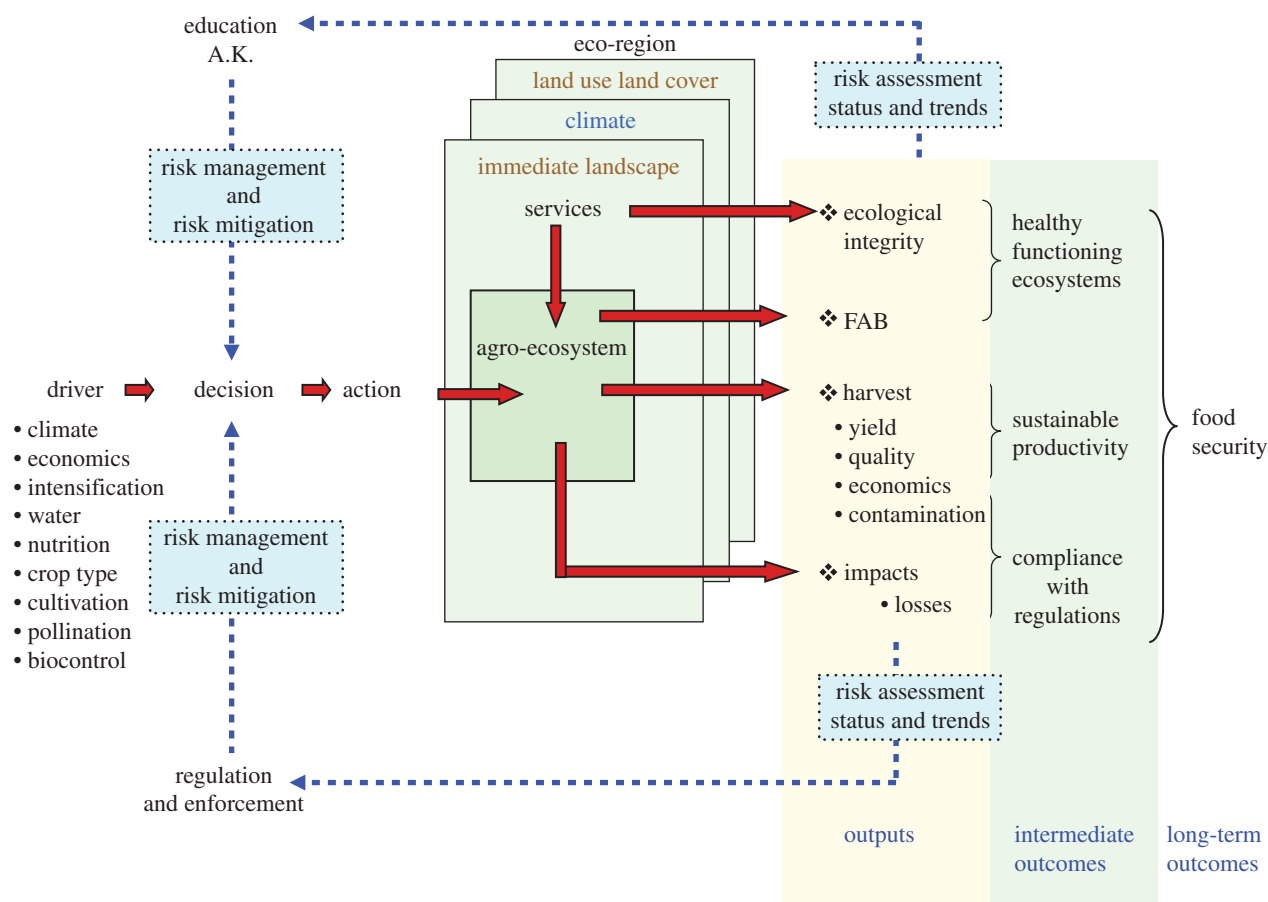 education
A.K.
risk management
and
risk mitigation
driver
decision
action
• climate
• economics
• intensification
• water
• nutrition
• crop type
• cultivation
• pollination
• biocontrol
risk management
and
risk mitigation
regulation
and enforcement
eco-region
land use land cover
climate
immediate landscape
services
agro-ecosystem
risk assessment
status and trends
❖ ecological
integrity
❖ FAB
❖ harvest
• yield
• quality
• economics
• contamination
❖ impacts
• losses
risk assessment
status and trends
outputs
healthy
functioning
ecosystems
sustainable
productivity
compliance
with
regulations
intermediate
outcomes
food
security
long-term
outcomes